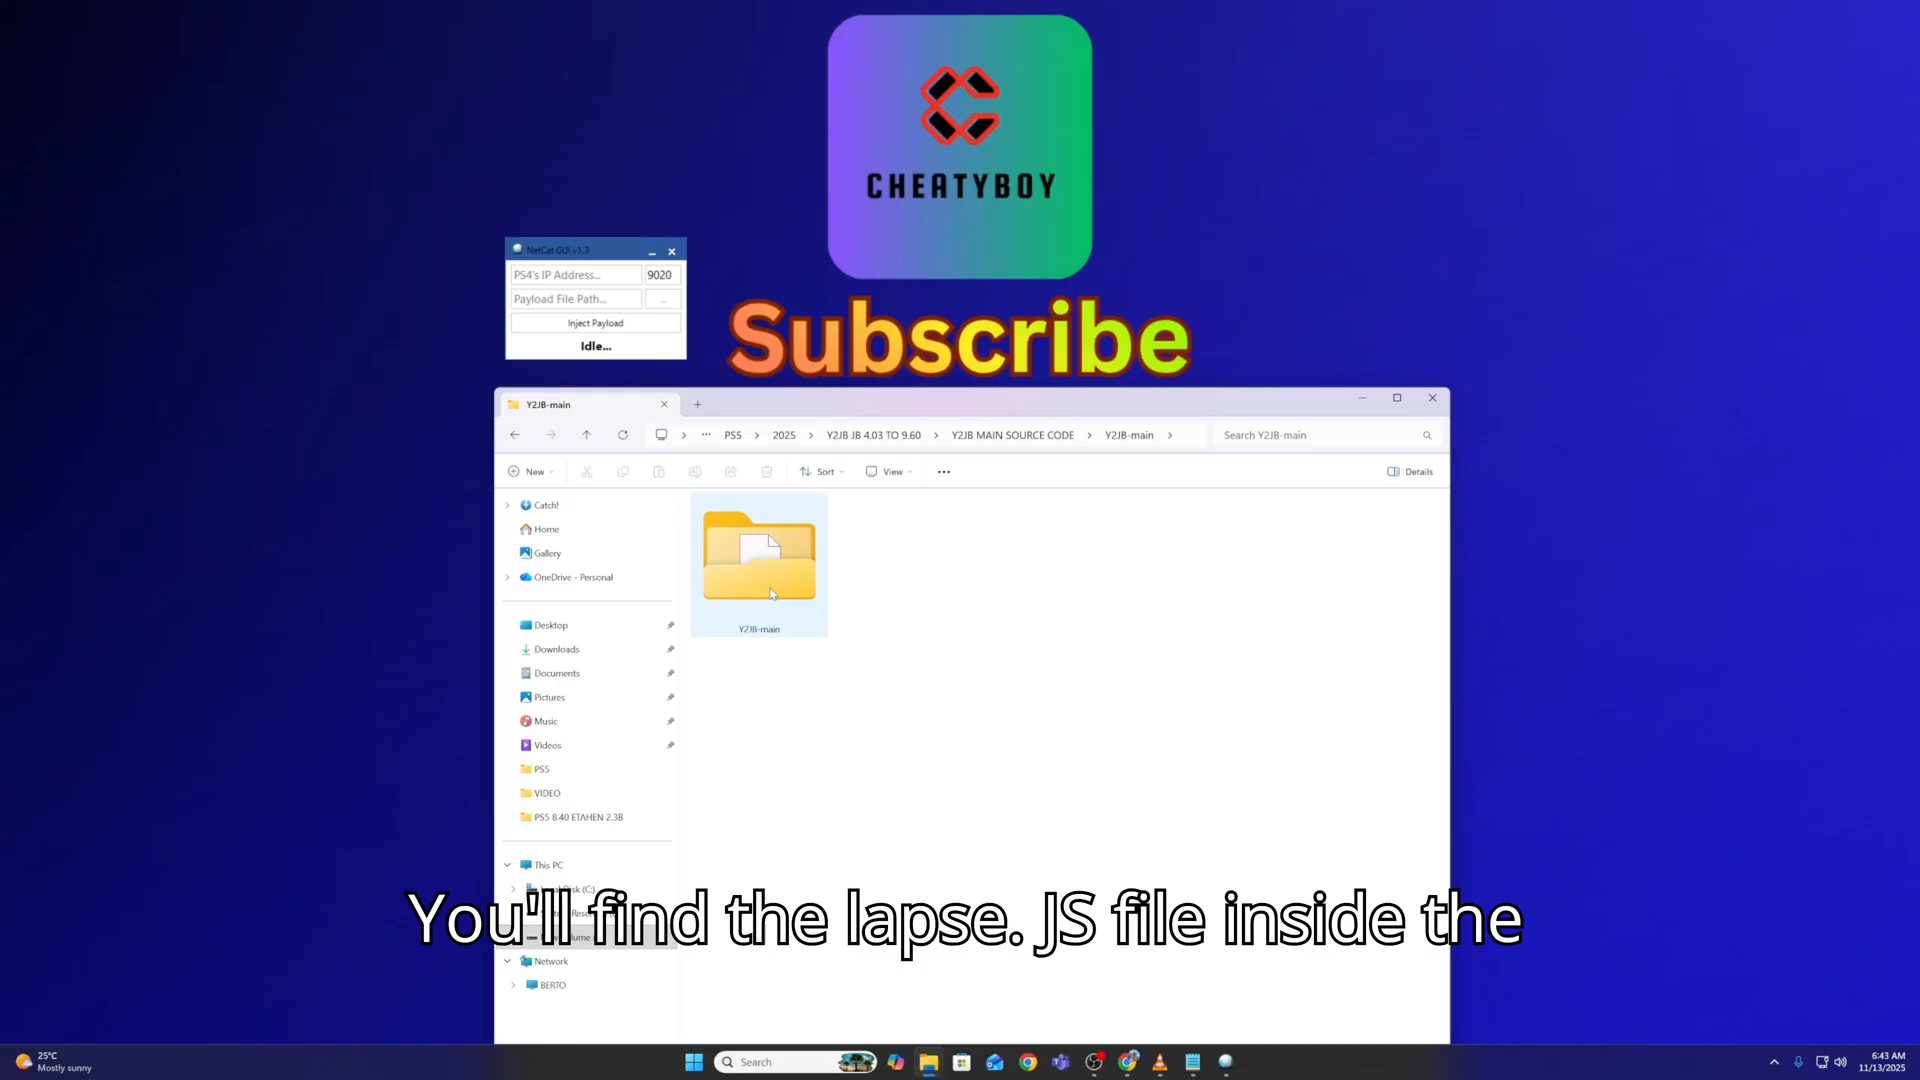 CHEATYBOY
Subscribe
NetCat GUI v1.3
PS4's IP Address...
9020
Payload File Path...
...
Inject Payload
Idle...
Y2JB-main
PS5
2025
Y2JB JB 4.03 TO 9.60
Y2JB MAIN SOURCE CODE
Y2JB-main
Search Y2JB-main
New
Sort
View
Details
Catch!
Home
Gallery
OneDrive - Personal
Desktop
Downloads
Documents
Pictures
Music
Videos
PS5
VIDEO
PS5 8.40 ETAHEN 2.3B
This PC
Network
BERTO
Y2JB-main
You'll find the lapse. JS file inside the
25°C
Mostly sunny
Search
6:43 AM
11/13/2025